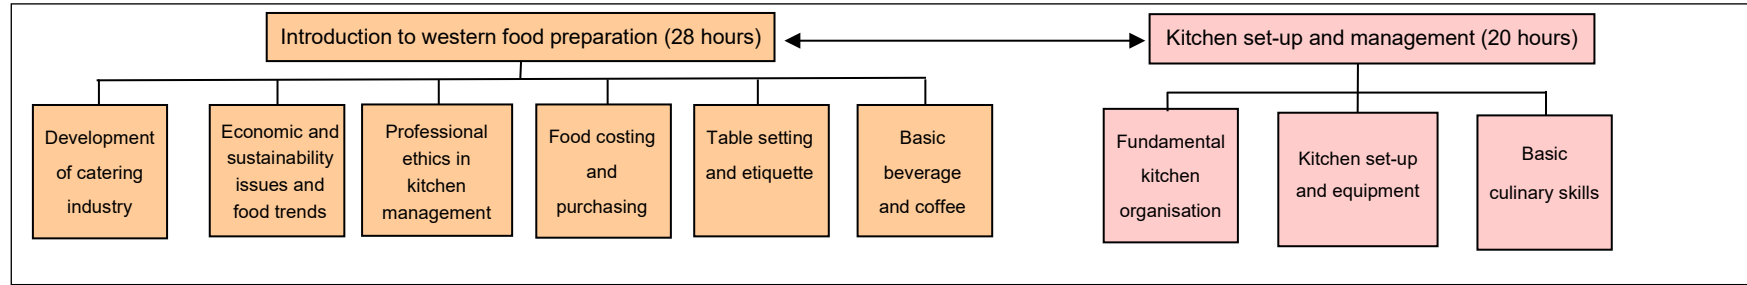 Introduction to western food preparation (28 hours)
Kitchen set-up and management (20 hours)
Development
of catering
industry
Economic and
sustainability
issues and
food trends
Professional
ethics in
kitchen
management
Food costing
and
purchasing
Table setting
and etiquette
Basic
beverage
and coffee
Fundamental
kitchen
organisation
Kitchen set-up
and equipment
Basic
culinary skills